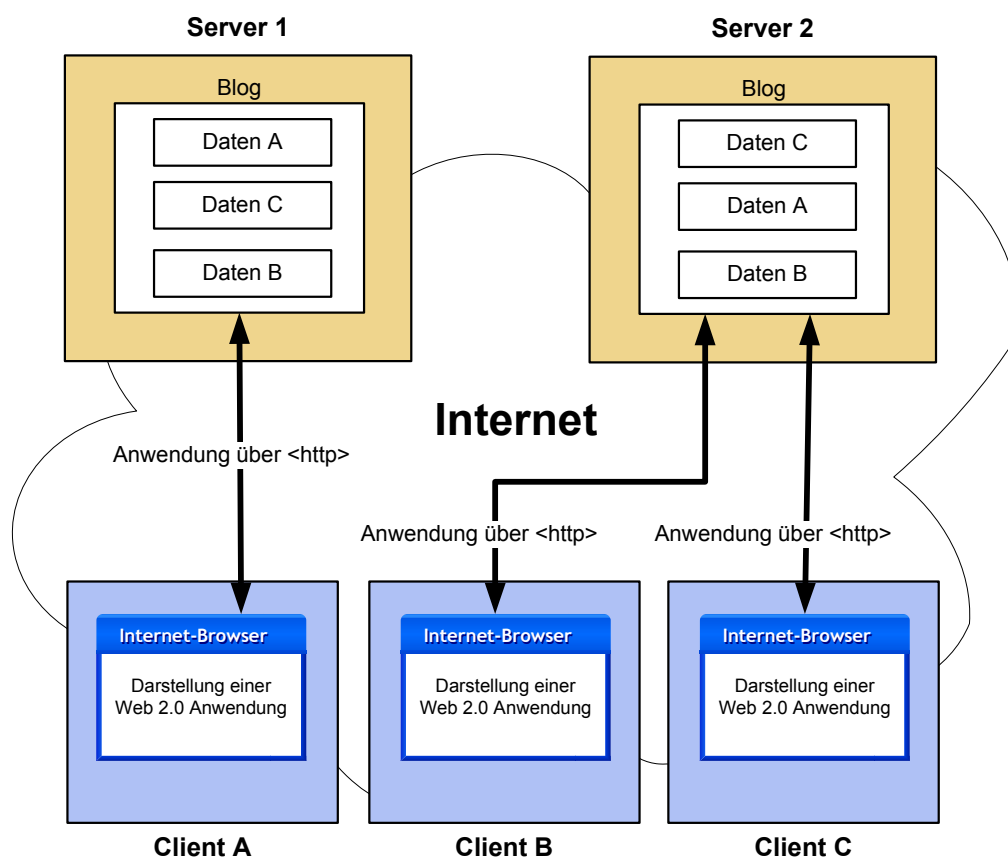 Server 1
Server 2
Blog
Daten A
Daten C
Daten B
Blog
Daten C
Daten A
Daten B
Internet
Anwendung über <http>
Anwendung über <http>
Anwendung über <http>
Internet-Browser
Darstellung einer
Web 2.0 Anwendung
Internet-Browser
Darstellung einer
Web 2.0 Anwendung
Internet-Browser
Darstellung einer
Web 2.0 Anwendung
Client A
Client B
Client C